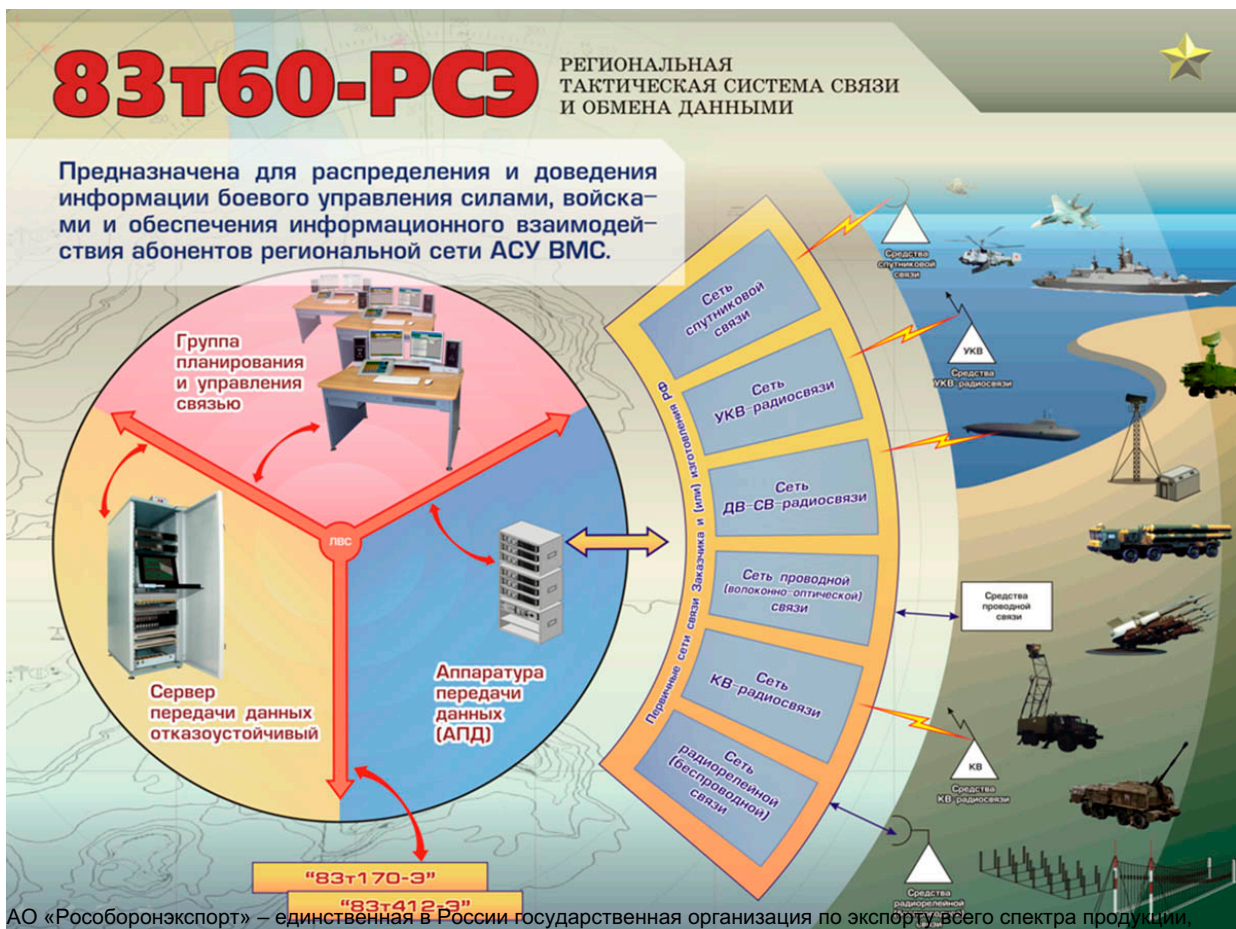 83т60-РСЭ
РЕГИОНАЛЬНАЯ
ТАКТИЧЕСКАЯ СИСТЕМА СВЯЗИ
И ОБМЕНА ДАННЫМИ
Предназначена для распределения и доведения
информации боевого управления силами, войска-
ми и обеспечения информационного взаимодей-
ствия абонентов региональной сети АСУ ВМС.
Группа
планирования
и управления
связью
ЛВС
Сервер
передачи данных
отказоустойчивый
Аппаратура
передачи
данных
(АПД)
"83т170-Э"
"83т412-Э"
Первичные сети связи Заказчика и (или) изготовления РФ
Сеть
спутниковой
связи
Сеть
УКВ-радиосвязи
Сеть
ДВ-СВ-радиосвязи
Сеть проводной
(волоконно-оптической)
связи
Сеть
КВ-радиосвязи
Сеть
радиорелейной
(беспроводной)
связи
Средства
спутниковой
связи
УКВ
Средства
УКВ-радиосвязи
Средства
проводной
связи
КВ
Средства
КВ-радиосвязи
Средства
радиорелейной
связи
АО «Рособоронэкспорт» – единственная в России государственная организация по экспорту всего спектра продукции,